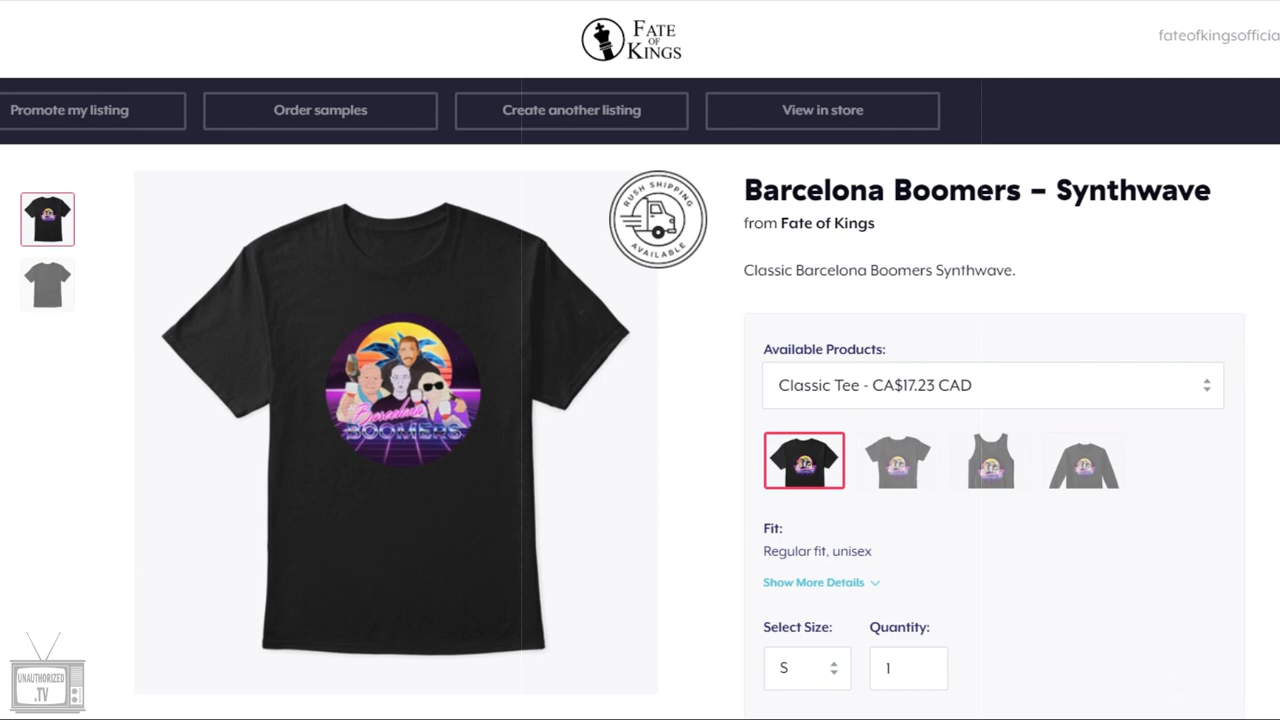 FATE
OF
KINGS
fateofkingsofficia
Promote my listing
Order samples
Create another listing
View in store
RUSH SHIPPING
AVAILABLE
Barcelona Boomers - Synthwave
from Fate of Kings
Classic Barcelona Boomers Synthwave.
Available Products:
Classic Tee - CA$17.23 CAD
Barcelona
BOOMERS
Fit:
Regular fit, unisex
Show More Details
Select Size:
Quantity:
S
1
UNAUTHORIZED
.TV